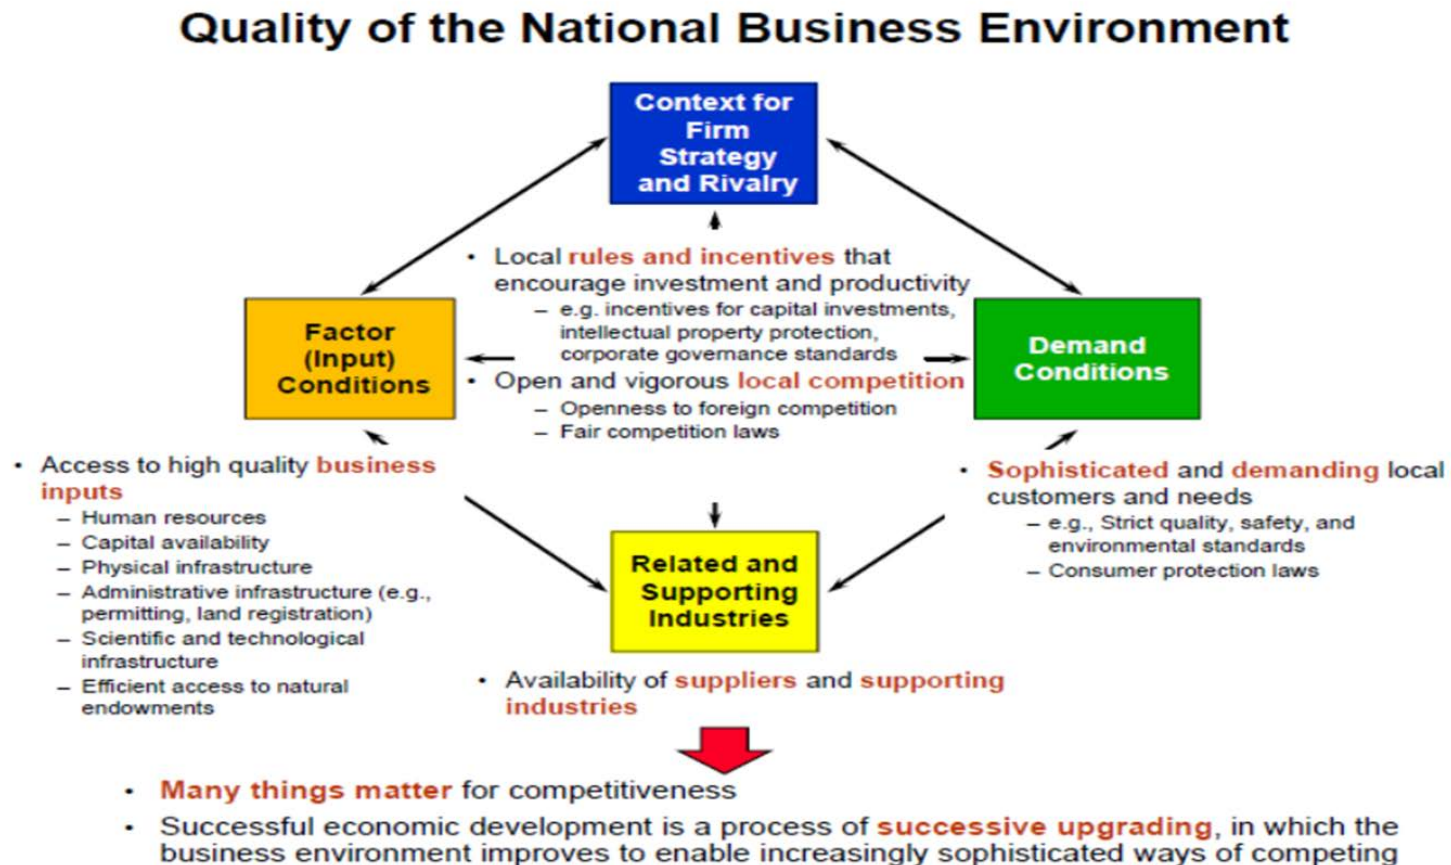 Quality of the National Business Environment
Context for
Firm
Strategy
and Rivalry
• Local rules and incentives that
encourage investment and productivity
– e.g. incentives for capital investments,
intellectual property protection,
corporate governance standards
• Open and vigorous local competition
– Openness to foreign competition
– Fair competition laws
Factor
(Input)
Conditions
Demand
Conditions
• Access to high quality business
inputs
– Human resources
– Capital availability
– Physical infrastructure
– Administrative infrastructure (e.g.,
permitting, land registration)
– Scientific and technological
infrastructure
– Efficient access to natural
endowments
• Sophisticated and demanding local
customers and needs
– e.g., Strict quality, safety, and
environmental standards
– Consumer protection laws
Related and
Supporting
Industries
• Availability of suppliers and supporting
industries
• Many things matter for competitiveness
• Successful economic development is a process of successive upgrading, in which the
business environment improves to enable increasingly sophisticated ways of competing